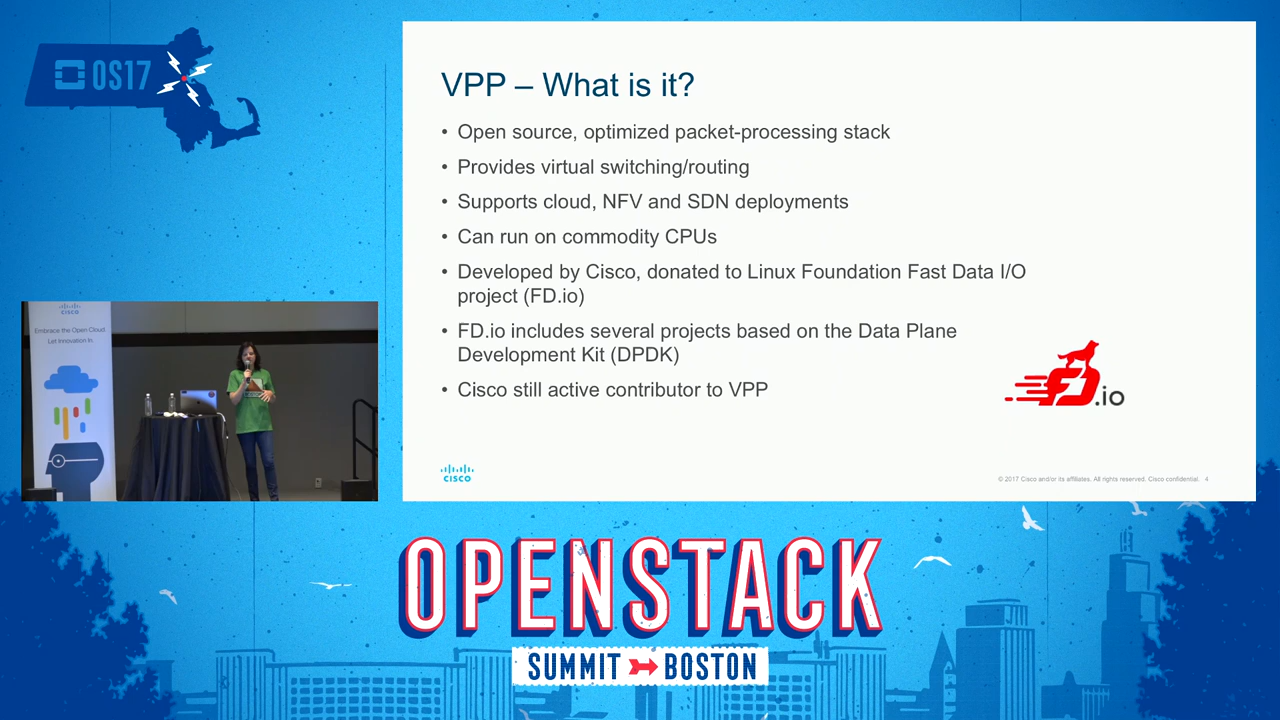 OS17
VPP – What is it?
• Open source, optimized packet-processing stack
• Provides virtual switching/routing
• Supports cloud, NFV and SDN deployments
• Can run on commodity CPUs
• Developed by Cisco, donated to Linux Foundation Fast Data I/O
project (FD.io)
• FD.io includes several projects based on the Data Plane
Development Kit (DPDK)
• Cisco still active contributor to VPP
FD.io
CISCO
© 2017 Cisco and/or its affiliates. All rights reserved. Cisco confidential. 4
CISCO
Embrace the Open Cloud.
Let Innovation In.
OPENSTACK
SUMMIT BOSTON